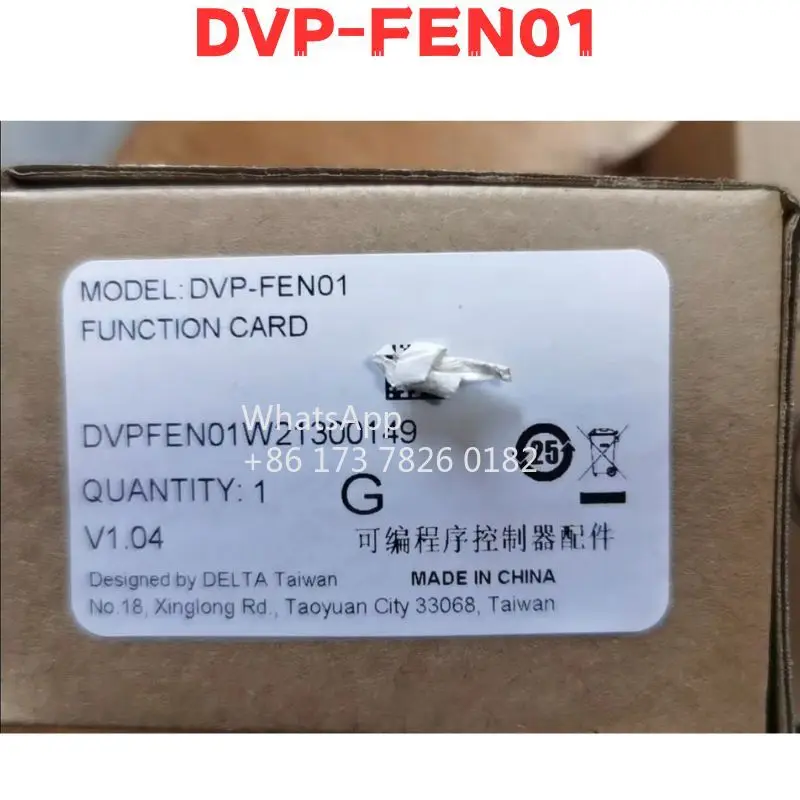 DVP-FEN01
MODEL: DVP-FEN01
FUNCTION CARD
WhatsApp
DVPFEN01W21300149
+86 173 7826 0182
25
QUANTITY: 1 G
V1.04 可编程序控制器配件
Designed by DELTA Taiwan MADE IN CHINA
No.18, Xinglong Rd., Taoyuan City 33068, Taiwan